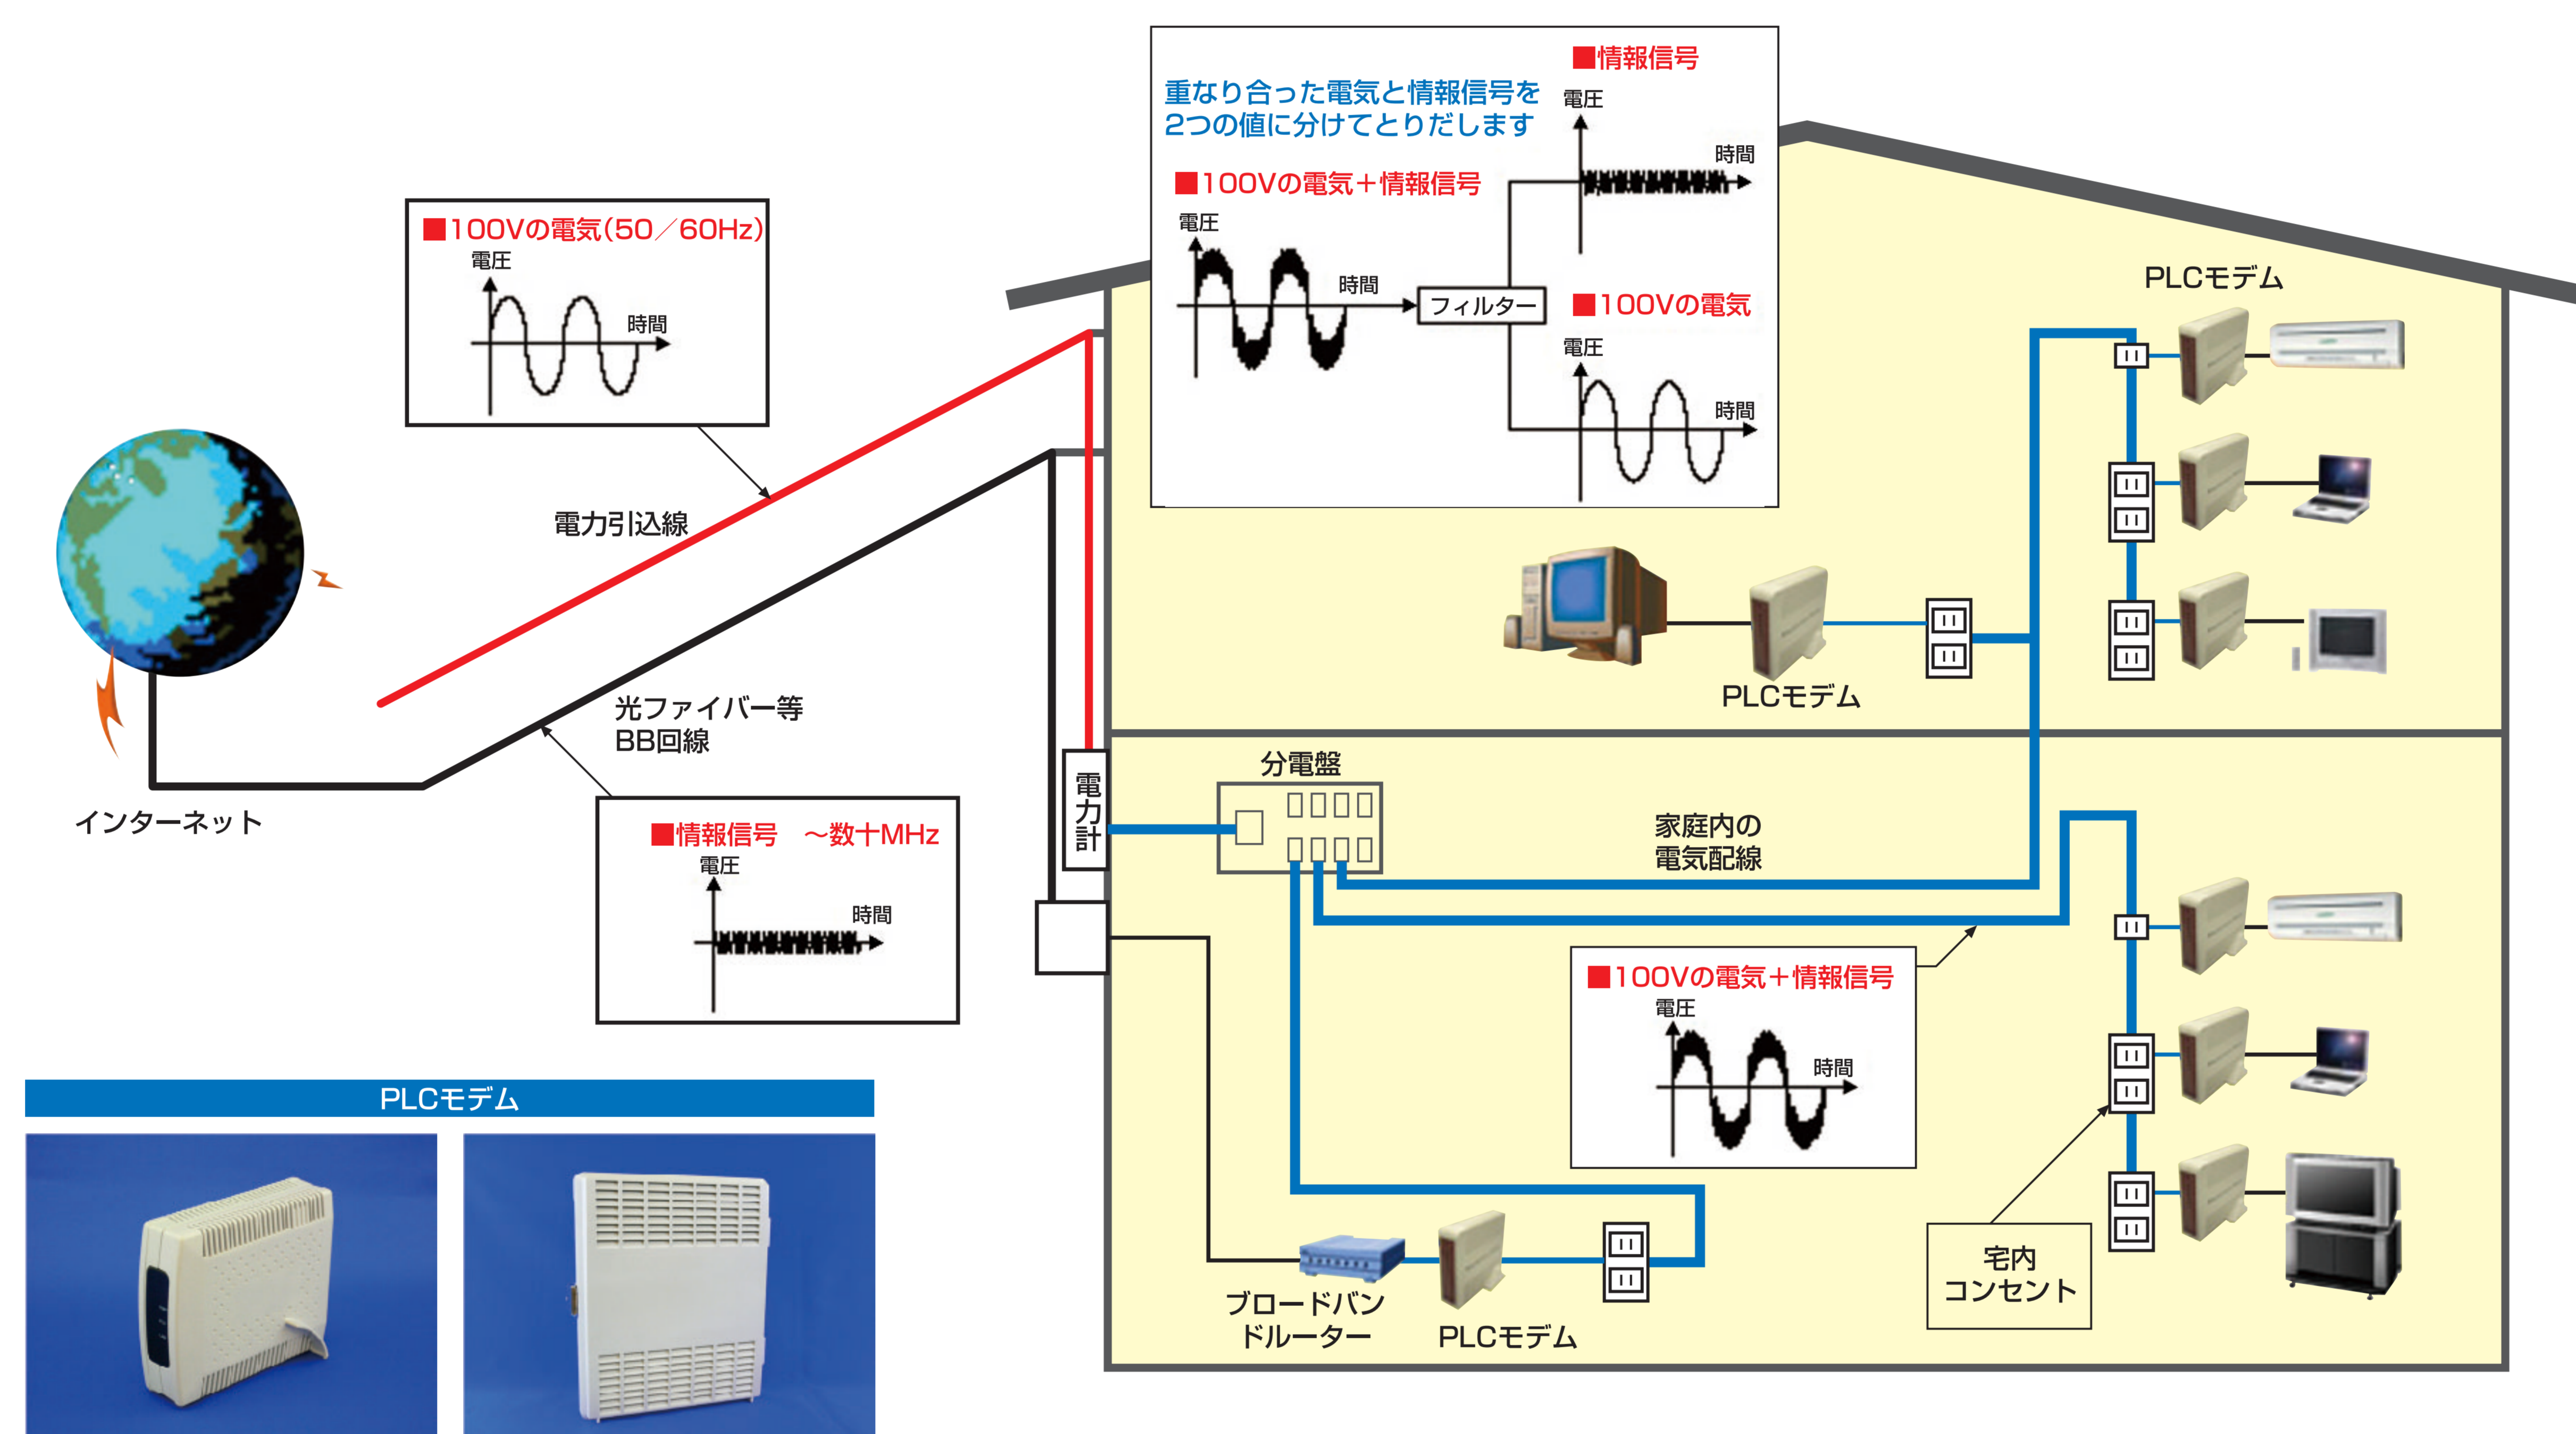 ■情報信号
重なり合った電気と情報信号を
2つの値に分けてとりだします
電圧
時間
■100Vの電気＋情報信号
電圧
時間
フィルター
■100Vの電気
電圧
時間
■100Vの電気(50／60Hz)
電圧
時間
電力引込線
光ファイバー等
BB回線
インターネット
■情報信号　～数十MHz
電圧
時間
電力計
PLCモデム
PLCモデム
分電盤
家庭内の
電気配線
■100Vの電気＋情報信号
電圧
時間
宅内
コンセント
ブロードバン
ドルーター
PLCモデム
PLCモデム